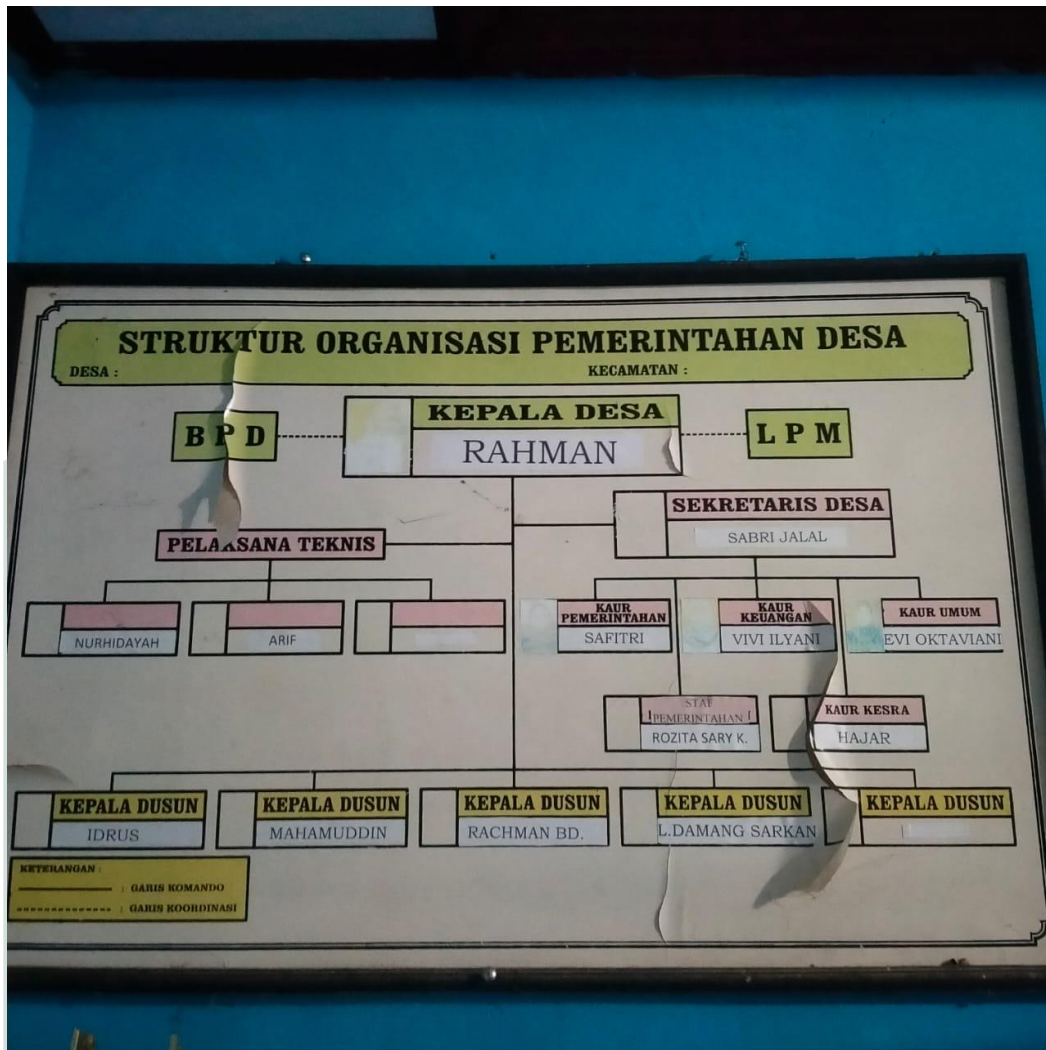 STRUKTUR ORGANISASI PEMERINTAHAN DESA
DESA : KECAMATAN :
BPD
KEPALA DESA
RAHMAN
LPM
SEKRETARIS DESA
SABRI JALAL
PELAKSANA TEKNIS
NURHIDAYAH
ARIF
KAUR
PEMERINTAHAN
SAFITRI
KAUR
KEUANGAN
VIVI ILYANI
KAUR UMUM
EVI OKTAVIANI
STAF
PEMERINTAHAN
ROZITA SARY K.
KAUR KESRA
HAJAR
KEPALA DUSUN
IDRUS
KEPALA DUSUN
MAHAMUDDIN
KEPALA DUSUN
RACHMAN BD.
KEPALA DUSUN
L.DAMANG SARKAN
KEPALA DUSUN
KETERANGAN :
: GARIS KOMANDO
: GARIS KOORDINASI